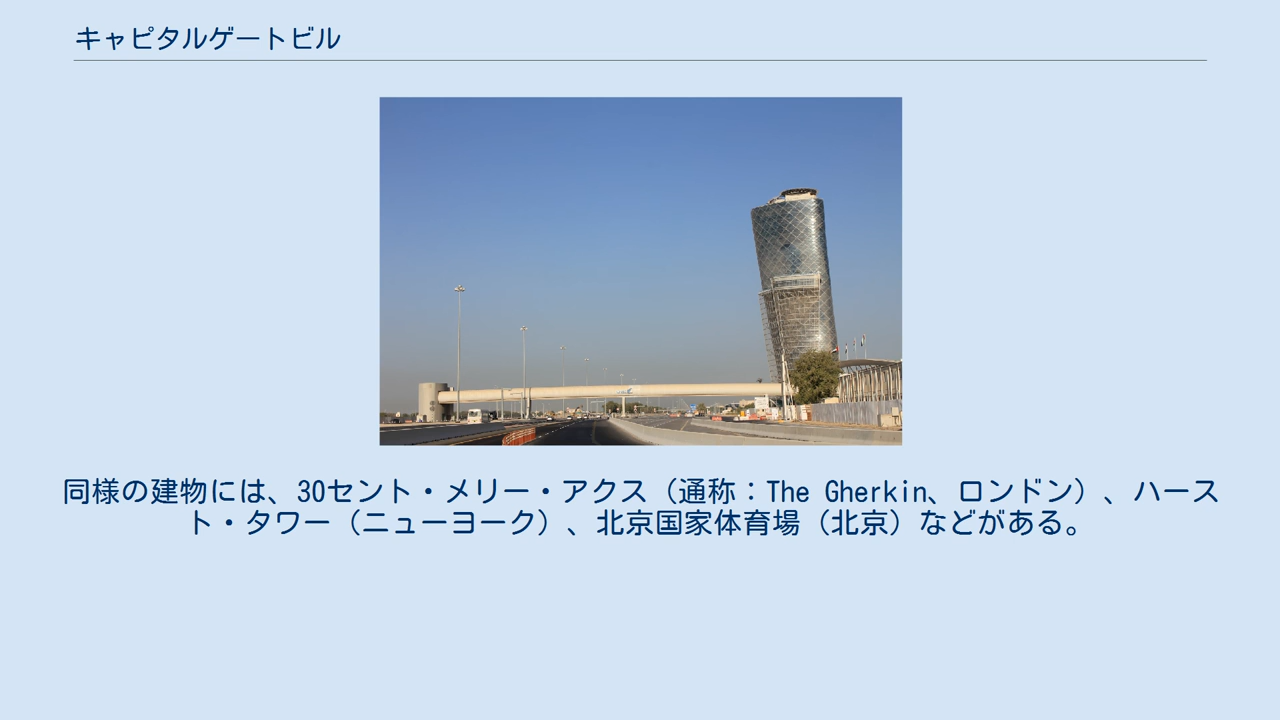 キャピタルゲートビル
同様の建物には、30セント・メリー・アクス（通称：The Gherkin、ロンドン）、ハース
ト・タワー（ニューヨーク）、北京国家体育場（北京）などがある。